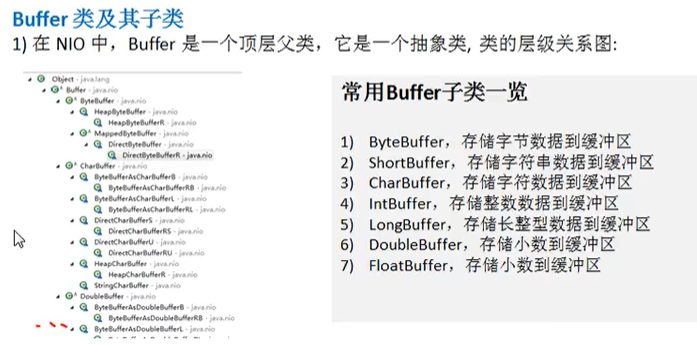 Buffer 类及其子类
1) 在 NIO 中，Buffer 是一个顶层父类，它是一个抽象类, 类的层级关系图:
Object - java.lang
Buffer - java.nio
ByteBuffer - java.nio
HeapByteBuffer - java.nio
HeapByteBufferR - java.nio
MappedByteBuffer - java.nio
DirectByteBuffer - java.nio
DirectByteBufferR - java.nio
CharBuffer - java.nio
ByteBufferAsCharBufferB - java.nio
ByteBufferAsCharBufferRB - java.nio
ByteBufferAsCharBufferL - java.nio
ByteBufferAsCharBufferRL - java.nio
DirectCharBufferS - java.nio
DirectCharBufferRS - java.nio
DirectCharBufferU - java.nio
DirectCharBufferRU - java.nio
HeapCharBuffer - java.nio
HeapCharBufferR - java.nio
StringCharBuffer - java.nio
DoubleBuffer - java.nio
ByteBufferAsDoubleBufferB - java.nio
ByteBufferAsDoubleBufferRB - java.nio
ByteBufferAsDoubleBufferL - java.nio
常用Buffer子类一览
1) ByteBuffer，存储字节数据到缓冲区
2) ShortBuffer，存储字符串数据到缓冲区
3) CharBuffer，存储字符数据到缓冲区
4) IntBuffer，存储整数数据到缓冲区
5) LongBuffer，存储长整型数据到缓冲区
6) DoubleBuffer，存储小数到缓冲区
7) FloatBuffer，存储小数到缓冲区